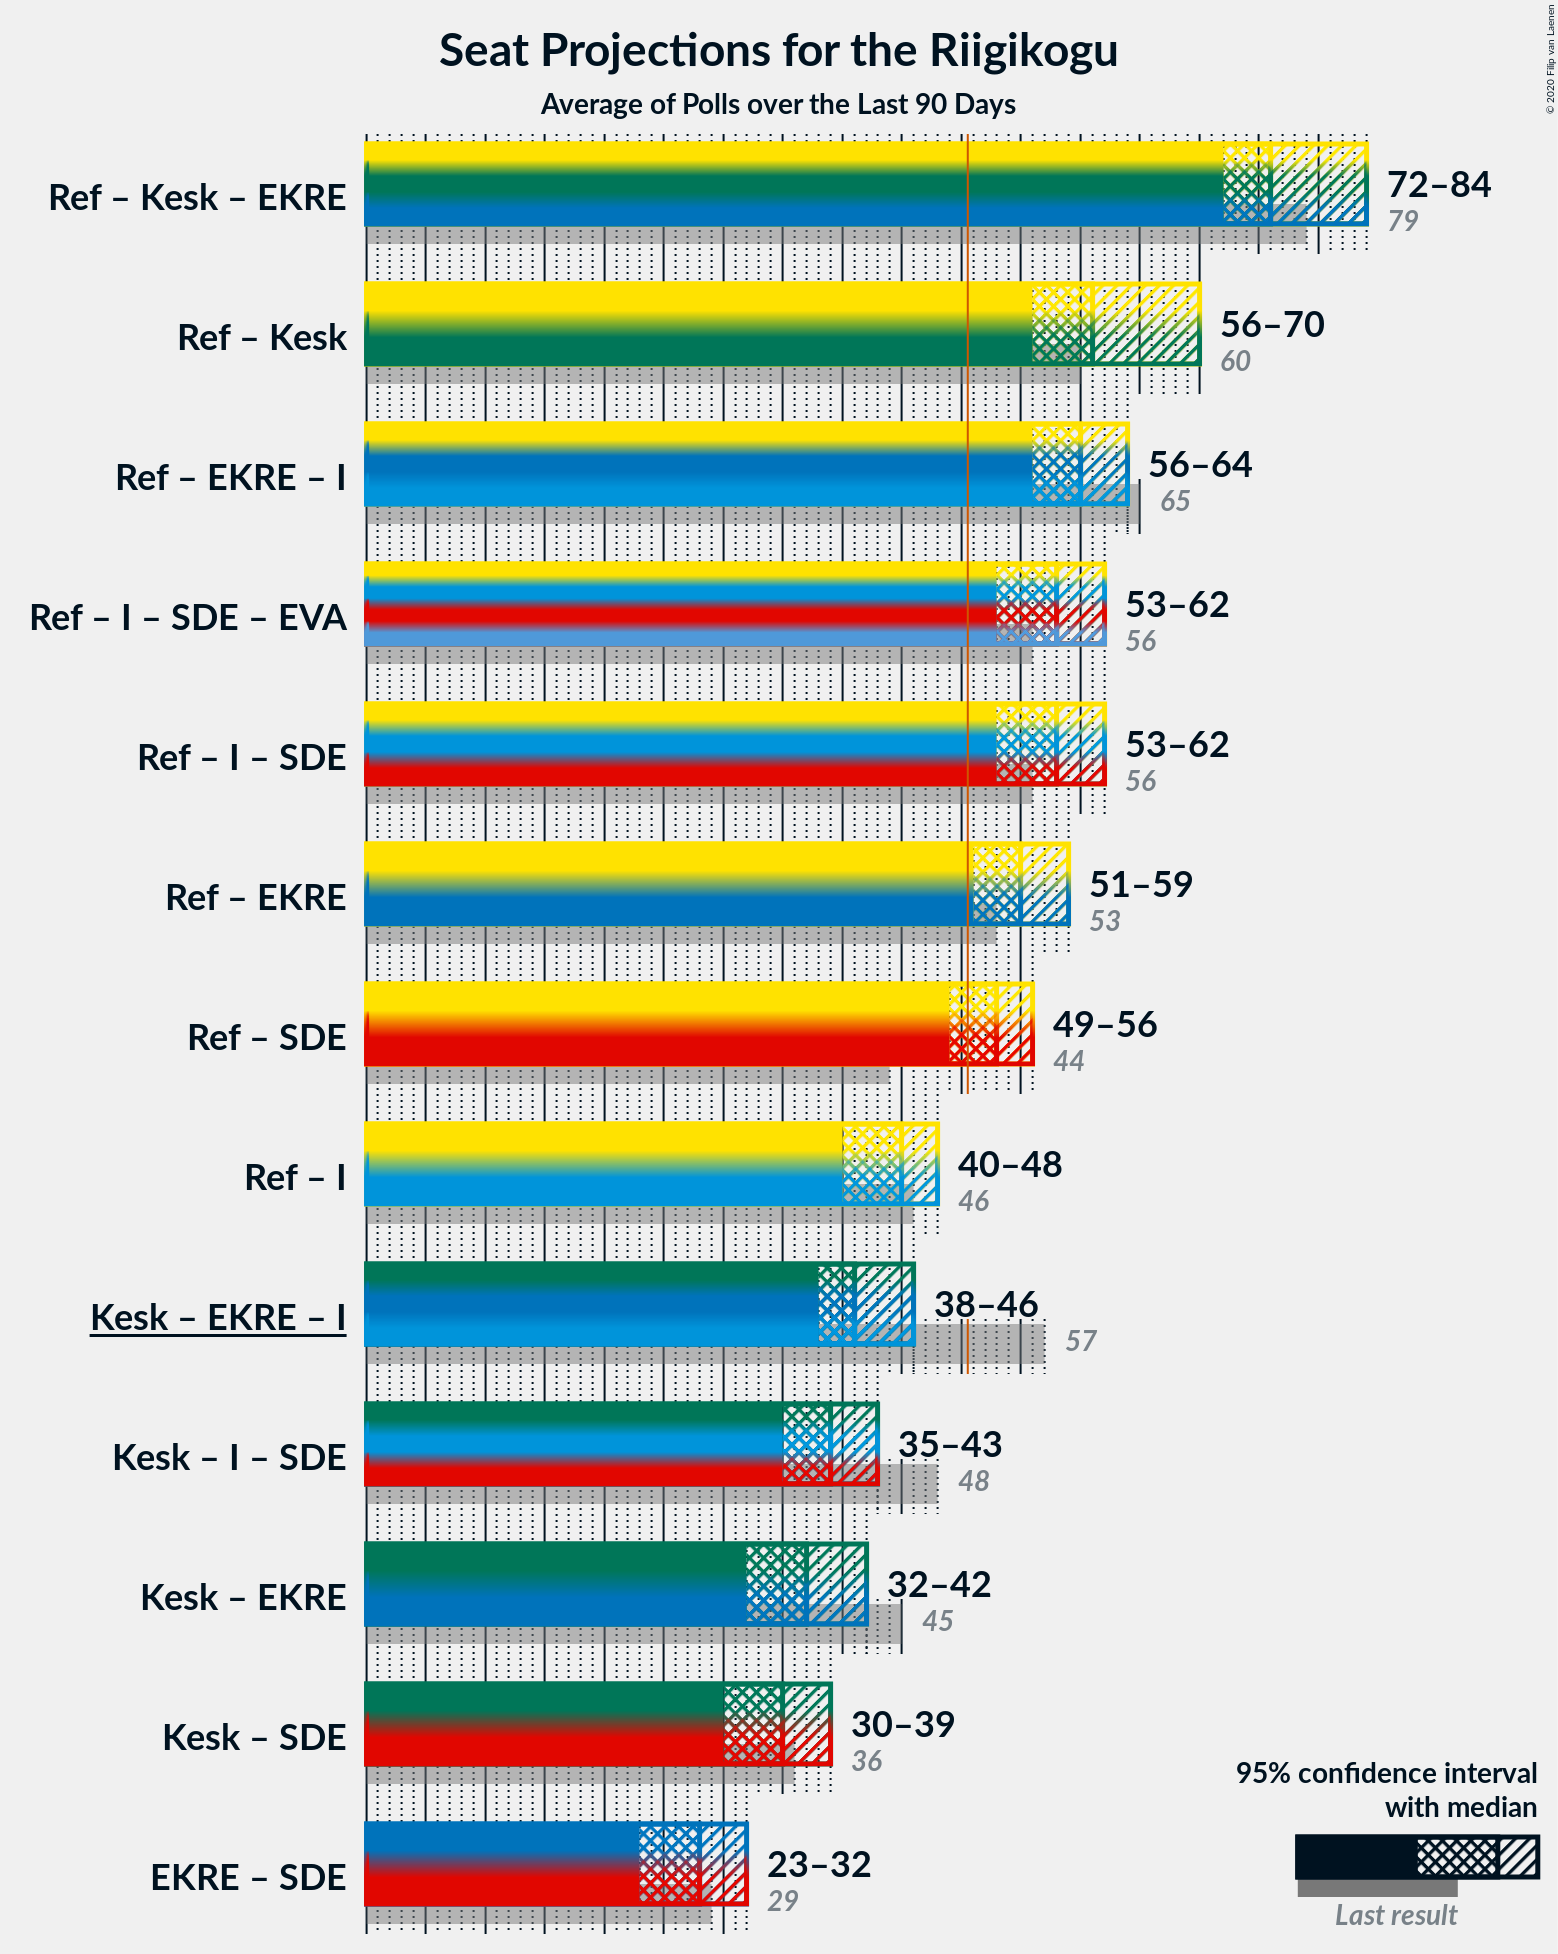 Seat Projections for the Riigikogu
Average of Polls over the Last 90 Days
© 2020 Filip van Laenen
Ref – Kesk – EKRE
72–84
79
Ref – Kesk
56–70
60
Ref – EKRE – I
56–64
65
Ref – I – SDE – EVA
53–62
56
Ref – I – SDE
53–62
56
Ref – EKRE
51–59
53
Ref – SDE
49–56
44
Ref – I
40–48
46
Kesk – EKRE – I
38–46
57
Kesk – I – SDE
35–43
48
Kesk – EKRE
32–42
45
Kesk – SDE
30–39
36
EKRE – SDE
23–32
29
95% confidence interval
with median
Last result